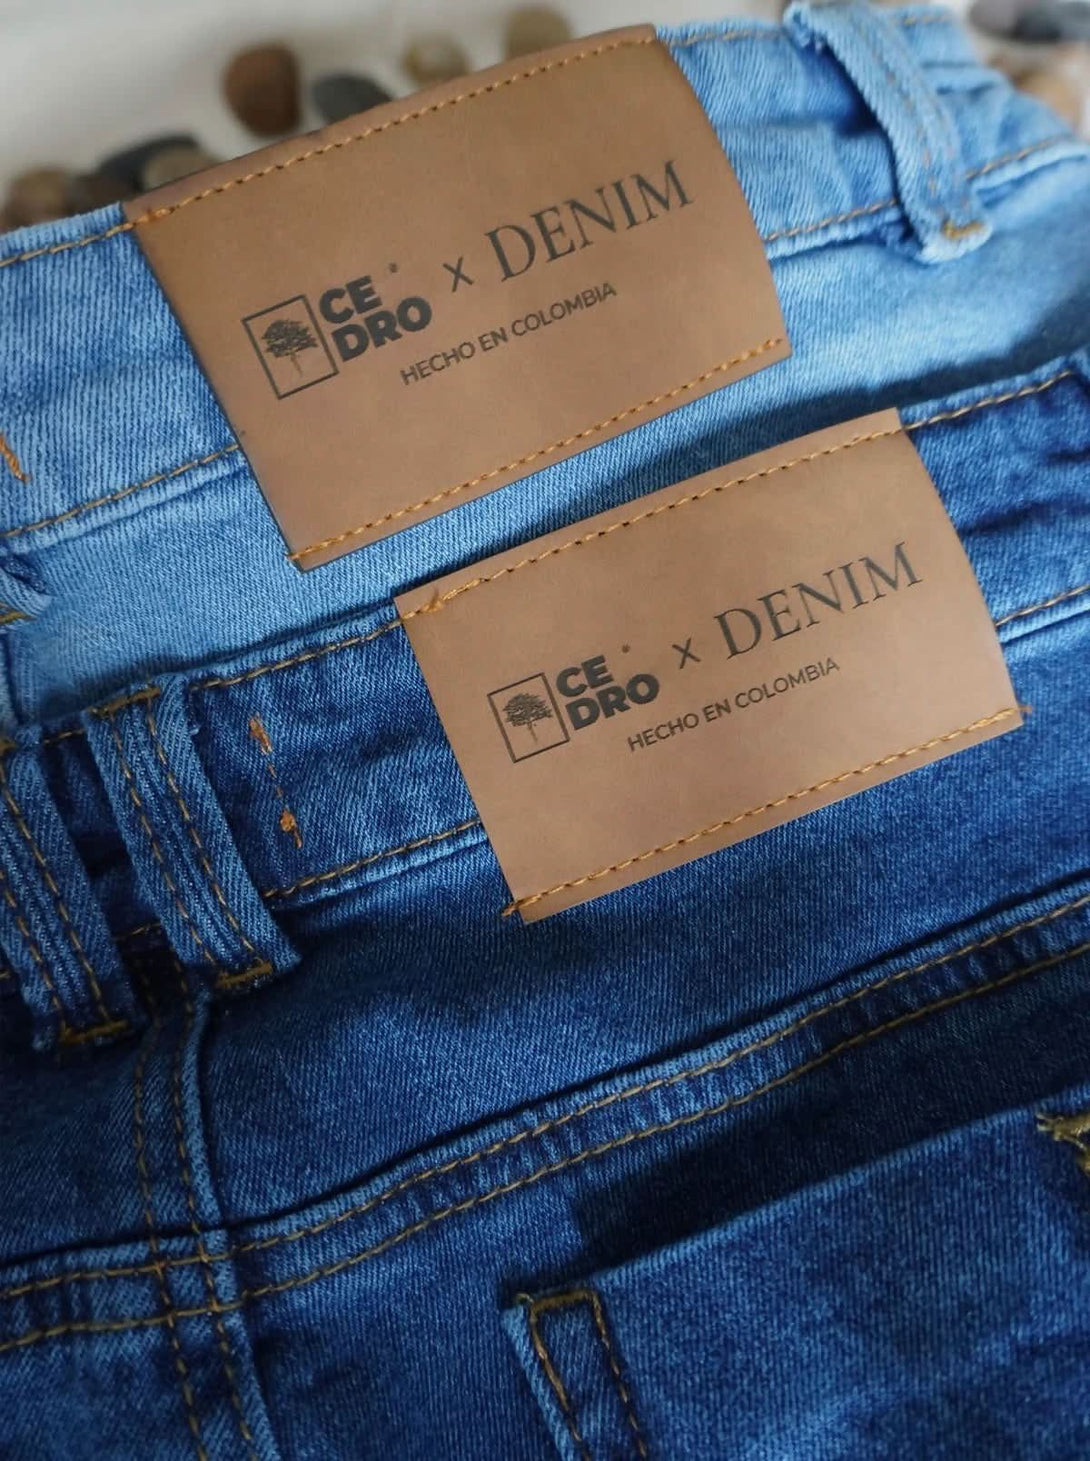 CE
DRO ® x DENIM
HECHO EN COLOMBIA
CE
DRO ® x DENIM
HECHO EN COLOMBIA